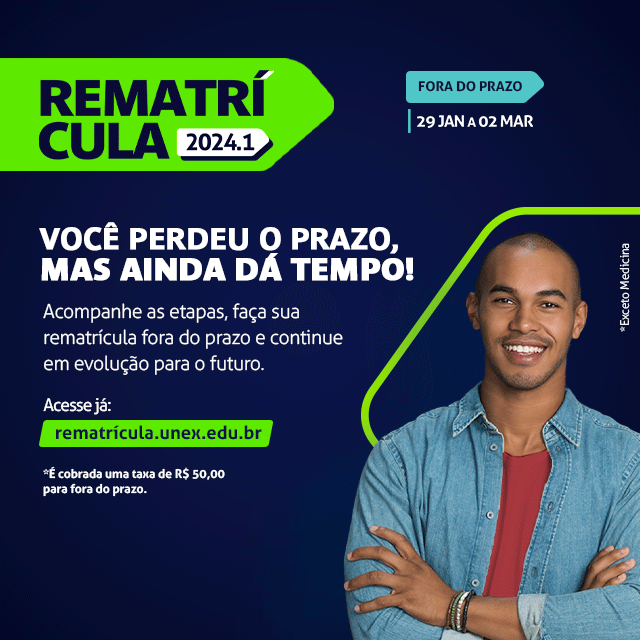 REMATRÍ
CULA 2024.1
FORA DO PRAZO
29 JAN A 02 MAR
VOCÊ PERDEU O PRAZO,
MAS AINDA DÁ TEMPO!
Acompanhe as etapas, faça sua
rematrícula fora do prazo e continue
em evolução para o futuro.
Acesse já:
rematrícula.unex.edu.br
*É cobrada uma taxa de R$ 50,00
para fora do prazo.
*Exceto Medicina